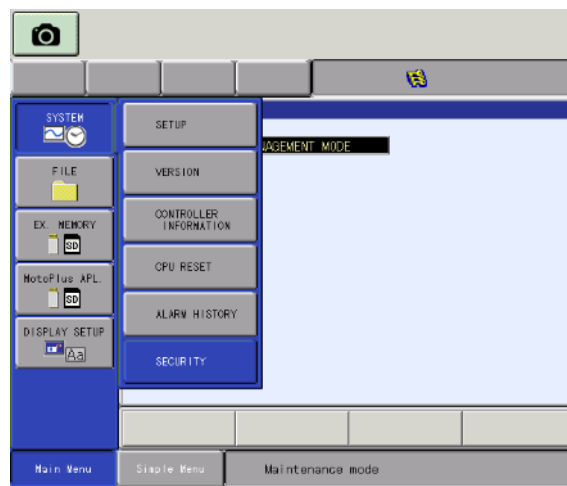 SYSTEM
FILE
EX. MEMORY
SD
MotoPlus APL.
SD
DISPLAY SETUP
Aa
SETUP
VERSION
CONTROLLER
INFORMATION
CPU RESET
ALARM HISTORY
SECURITY
AGEMENT MODE
Main Menu
Simple Menu
Maintenance mode